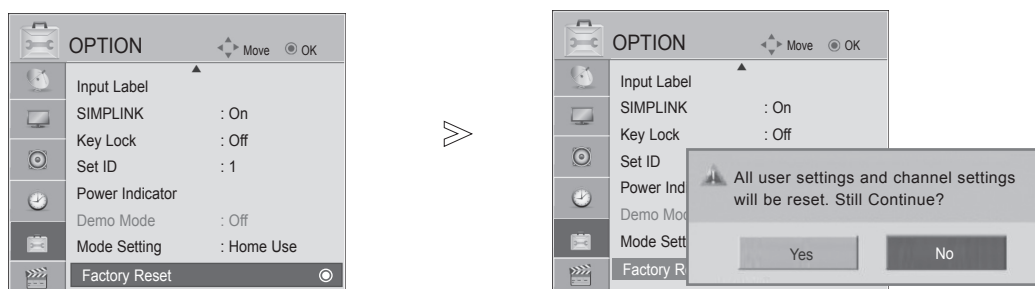 OPTION Move OK
Input Label
SIMPLINK : On
Key Lock : Off
Set ID : 1
Power Indicator
Demo Mode : Off
Mode Setting : Home Use
Factory Reset
OPTION Move OK
Input Label
SIMPLINK : On
Key Lock : Off
Set ID
Power Ind
Demo Mod
Mode Sett
Factory R
All user settings and channel settings
will be reset. Still Continue?
Yes No